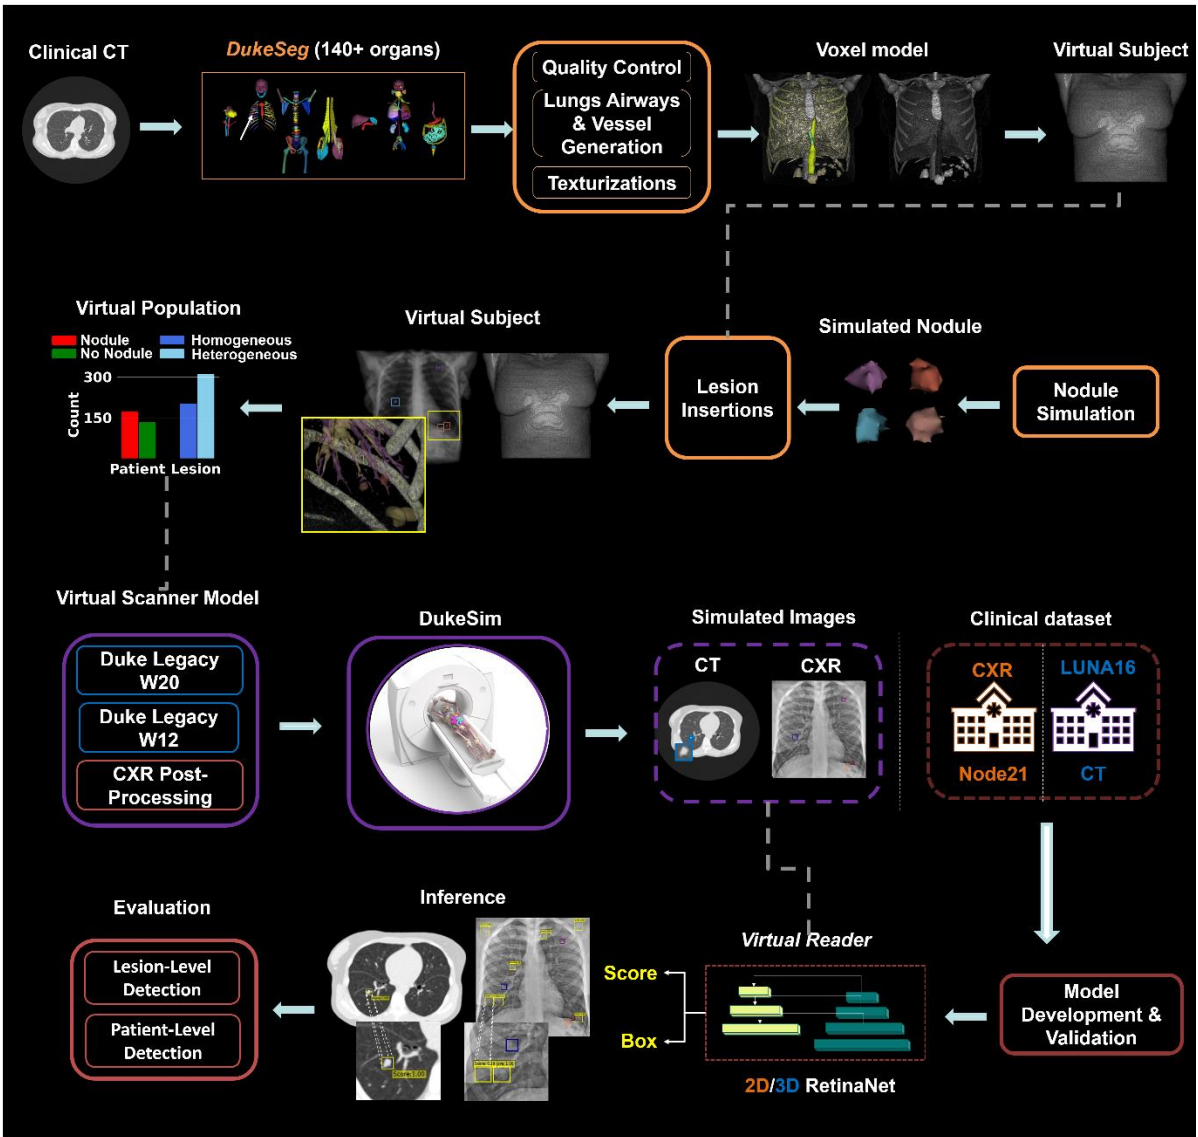 Clinical CT
DukeSeg (140+ organs)
Quality Control
Lungs Airways
& Vessel
Generation
Texturizations
Voxel model
Virtual Subject
Virtual Population
Nodule
No Nodule
Homogeneous
Heterogeneous
300
150
Count
Patient Lesion
Virtual Subject
Lesion
Insertions
Simulated Nodule
Nodule
Simulation
Virtual Scanner Model
Duke Legacy
W20
Duke Legacy
W12
CXR Post-
Processing
DukeSim
Simulated Images
CT
CXR
Clinical dataset
CXR
Node21
LUNA16
CT
Evaluation
Lesion-Level
Detection
Patient-Level
Detection
Inference
Score:1.00
Virtual Reader
Score
Box
2D/3D RetinaNet
Model
Development &
Validation